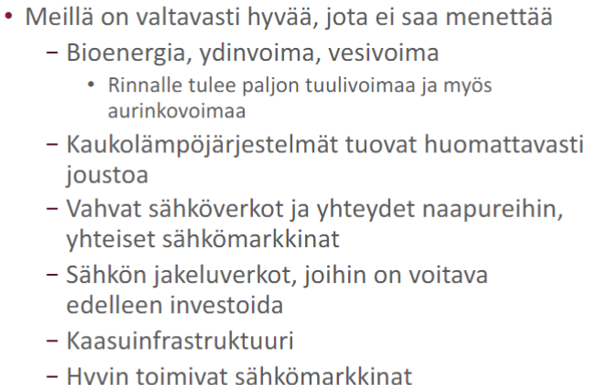 • Meillä on valtavasti hyvää, jota ei saa menettää
− Bioenergia, ydinvoima, vesivoima
• Rinnalle tulee paljon tuulivoimaa ja myös
aurinkovoimaa
− Kaukolämpöjärjestelmät tuovat huomattavasti
joustoa
− Vahvat sähköverkot ja yhteydet naapureihin,
yhteiset sähkömarkkinat
− Sähkön jakeluverkot, joihin on voitava
edelleen investoida
− Kaasuinfrastruktuuri
− Hyvin toimivat sähkömarkkinat